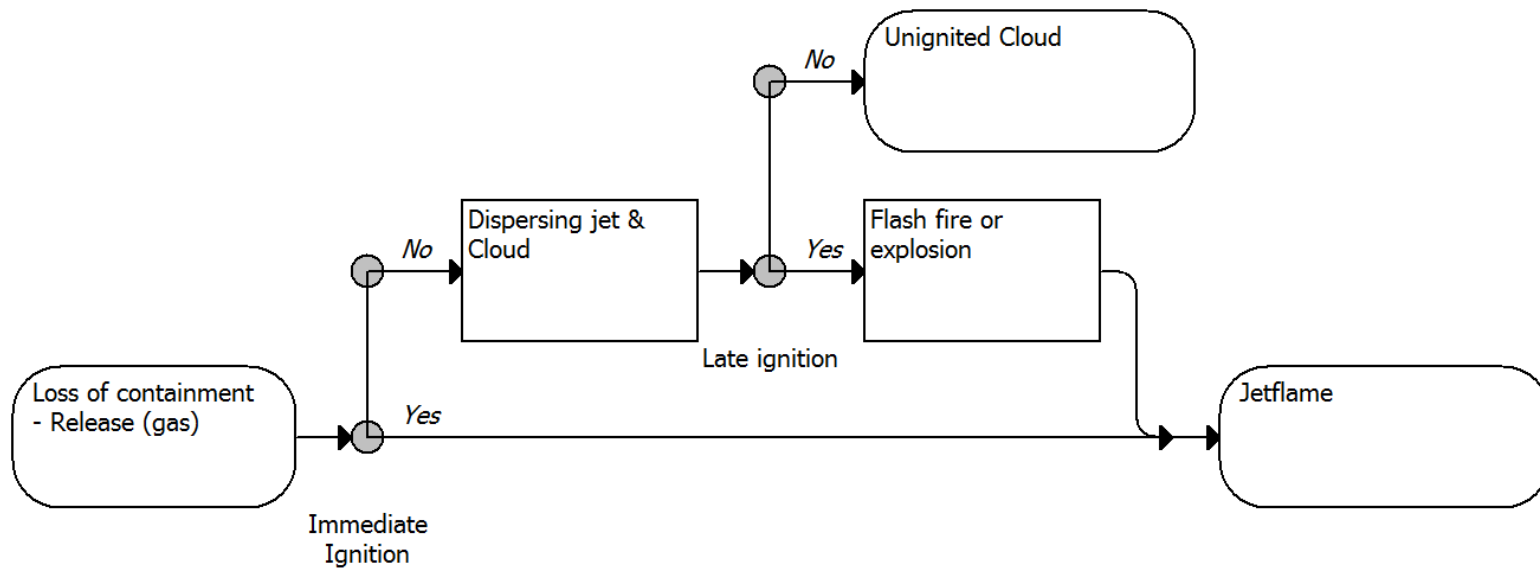 Unignited Cloud
No
Dispersing jet &
Cloud
No
Flash fire or
explosion
Yes
Late ignition
Loss of containment
- Release (gas)
Yes
Jetflame
Immediate
Ignition